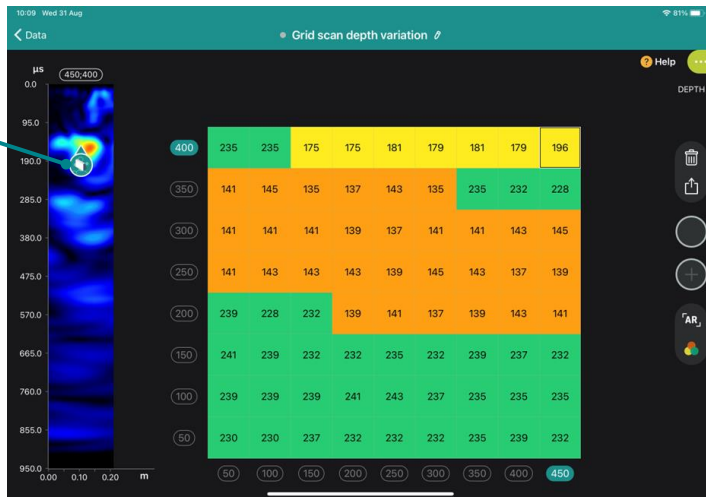 10:09 Wed 31 Aug
81%
Data
Grid scan depth variation
Help
DEPTH
µs
450;400
0.0
95.0
190.0
285.0
380.0
475.0
570.0
665.0
760.0
855.0
950.0
0.00 0.10 0.20 m
400 235 235 175 175 181 179 181 179 196
350 141 145 135 137 143 135 235 232 228
300 141 141 141 139 137 141 141 143 145
250 141 143 143 143 139 145 143 137 139
200 239 228 232 139 141 137 139 143 141
150 241 239 232 232 235 232 239 237 232
100 239 239 239 241 243 237 235 235 235
50 230 230 237 232 232 232 235 239 232
50 100 150 200 250 300 350 400 450
AR